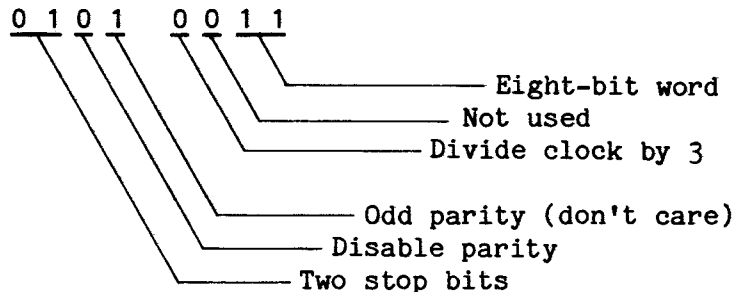 0 1 0 1 0 0 1 1
Eight-bit word
Not used
Divide clock by 3
Odd parity (don't care)
Disable parity
Two stop bits